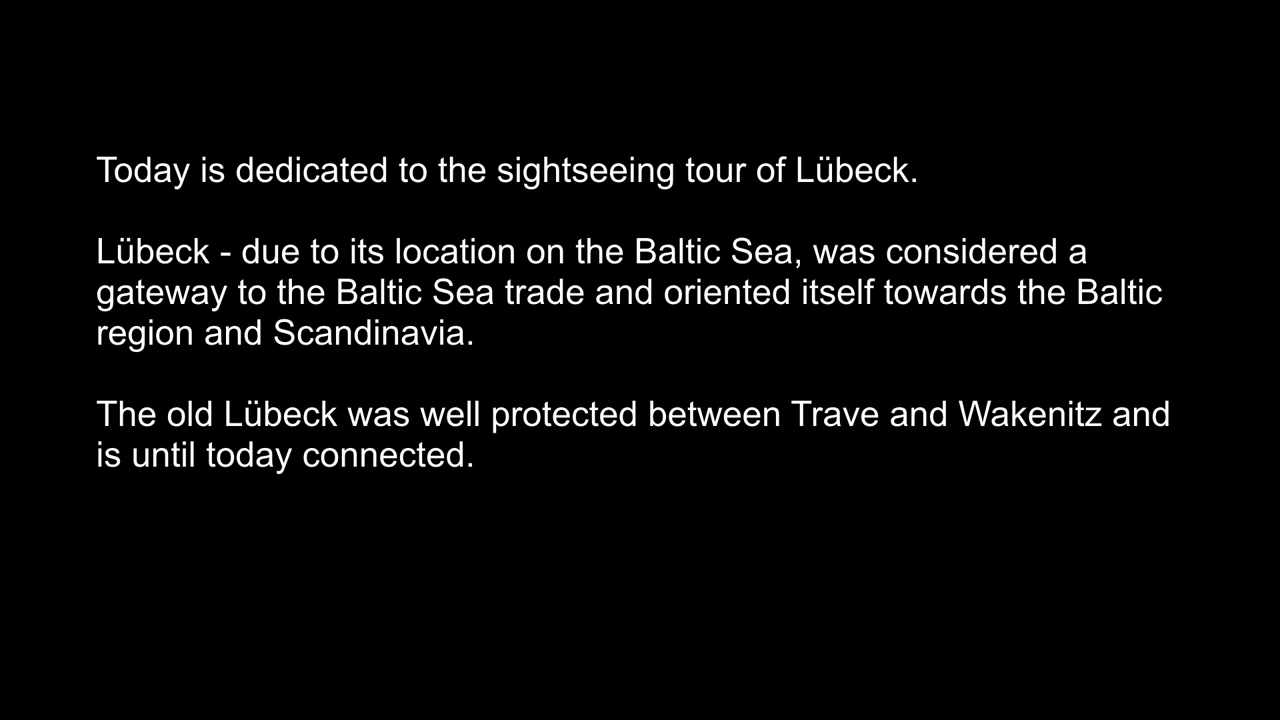 Today is dedicated to the sightseeing tour of Lübeck.
Lübeck - due to its location on the Baltic Sea, was considered a
gateway to the Baltic Sea trade and oriented itself towards the Baltic
region and Scandinavia.
The old Lübeck was well protected between Trave and Wakenitz and
is until today connected.